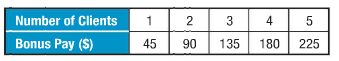 Number of Clients 1 2 3 4 5
Bonus Pay ($) 45 90 135 180 225